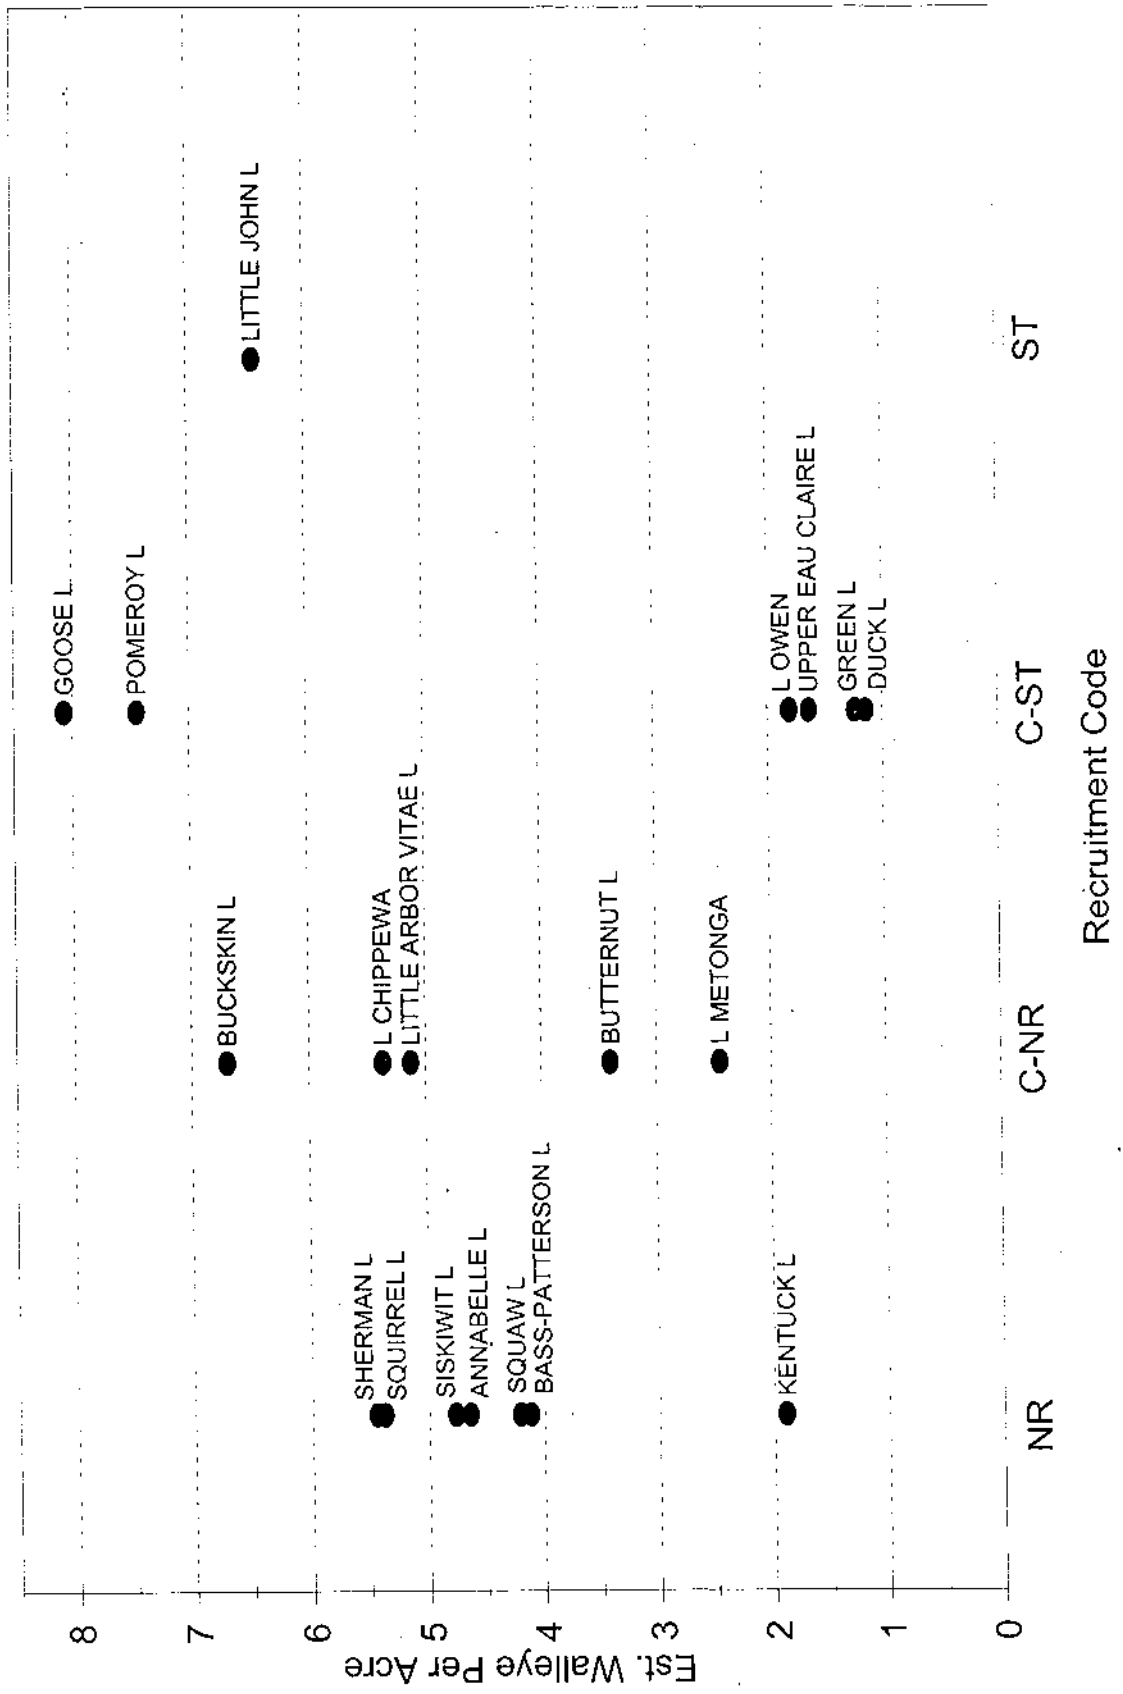 Est. Walleye Per Acre
8
7
6
5
4
3
2
1
0
GOOSE L
POMEROY L
BUCKSKIN L
LITTLE JOHN L
SHERMAN L
SQUIRREL L
L CHIPPEWA
LITTLE ARBOR VITAE L
SISKIWIT L
ANNABELLE L
SQUAW L
BASS-PATTERSON L
BUTTERNUT L
L METONGA
KENTUCK L
L OWEN
UPPER EAU CLAIRE L
GREEN L
DUCK L
NR
C-NR
C-ST
ST
Recruitment Code